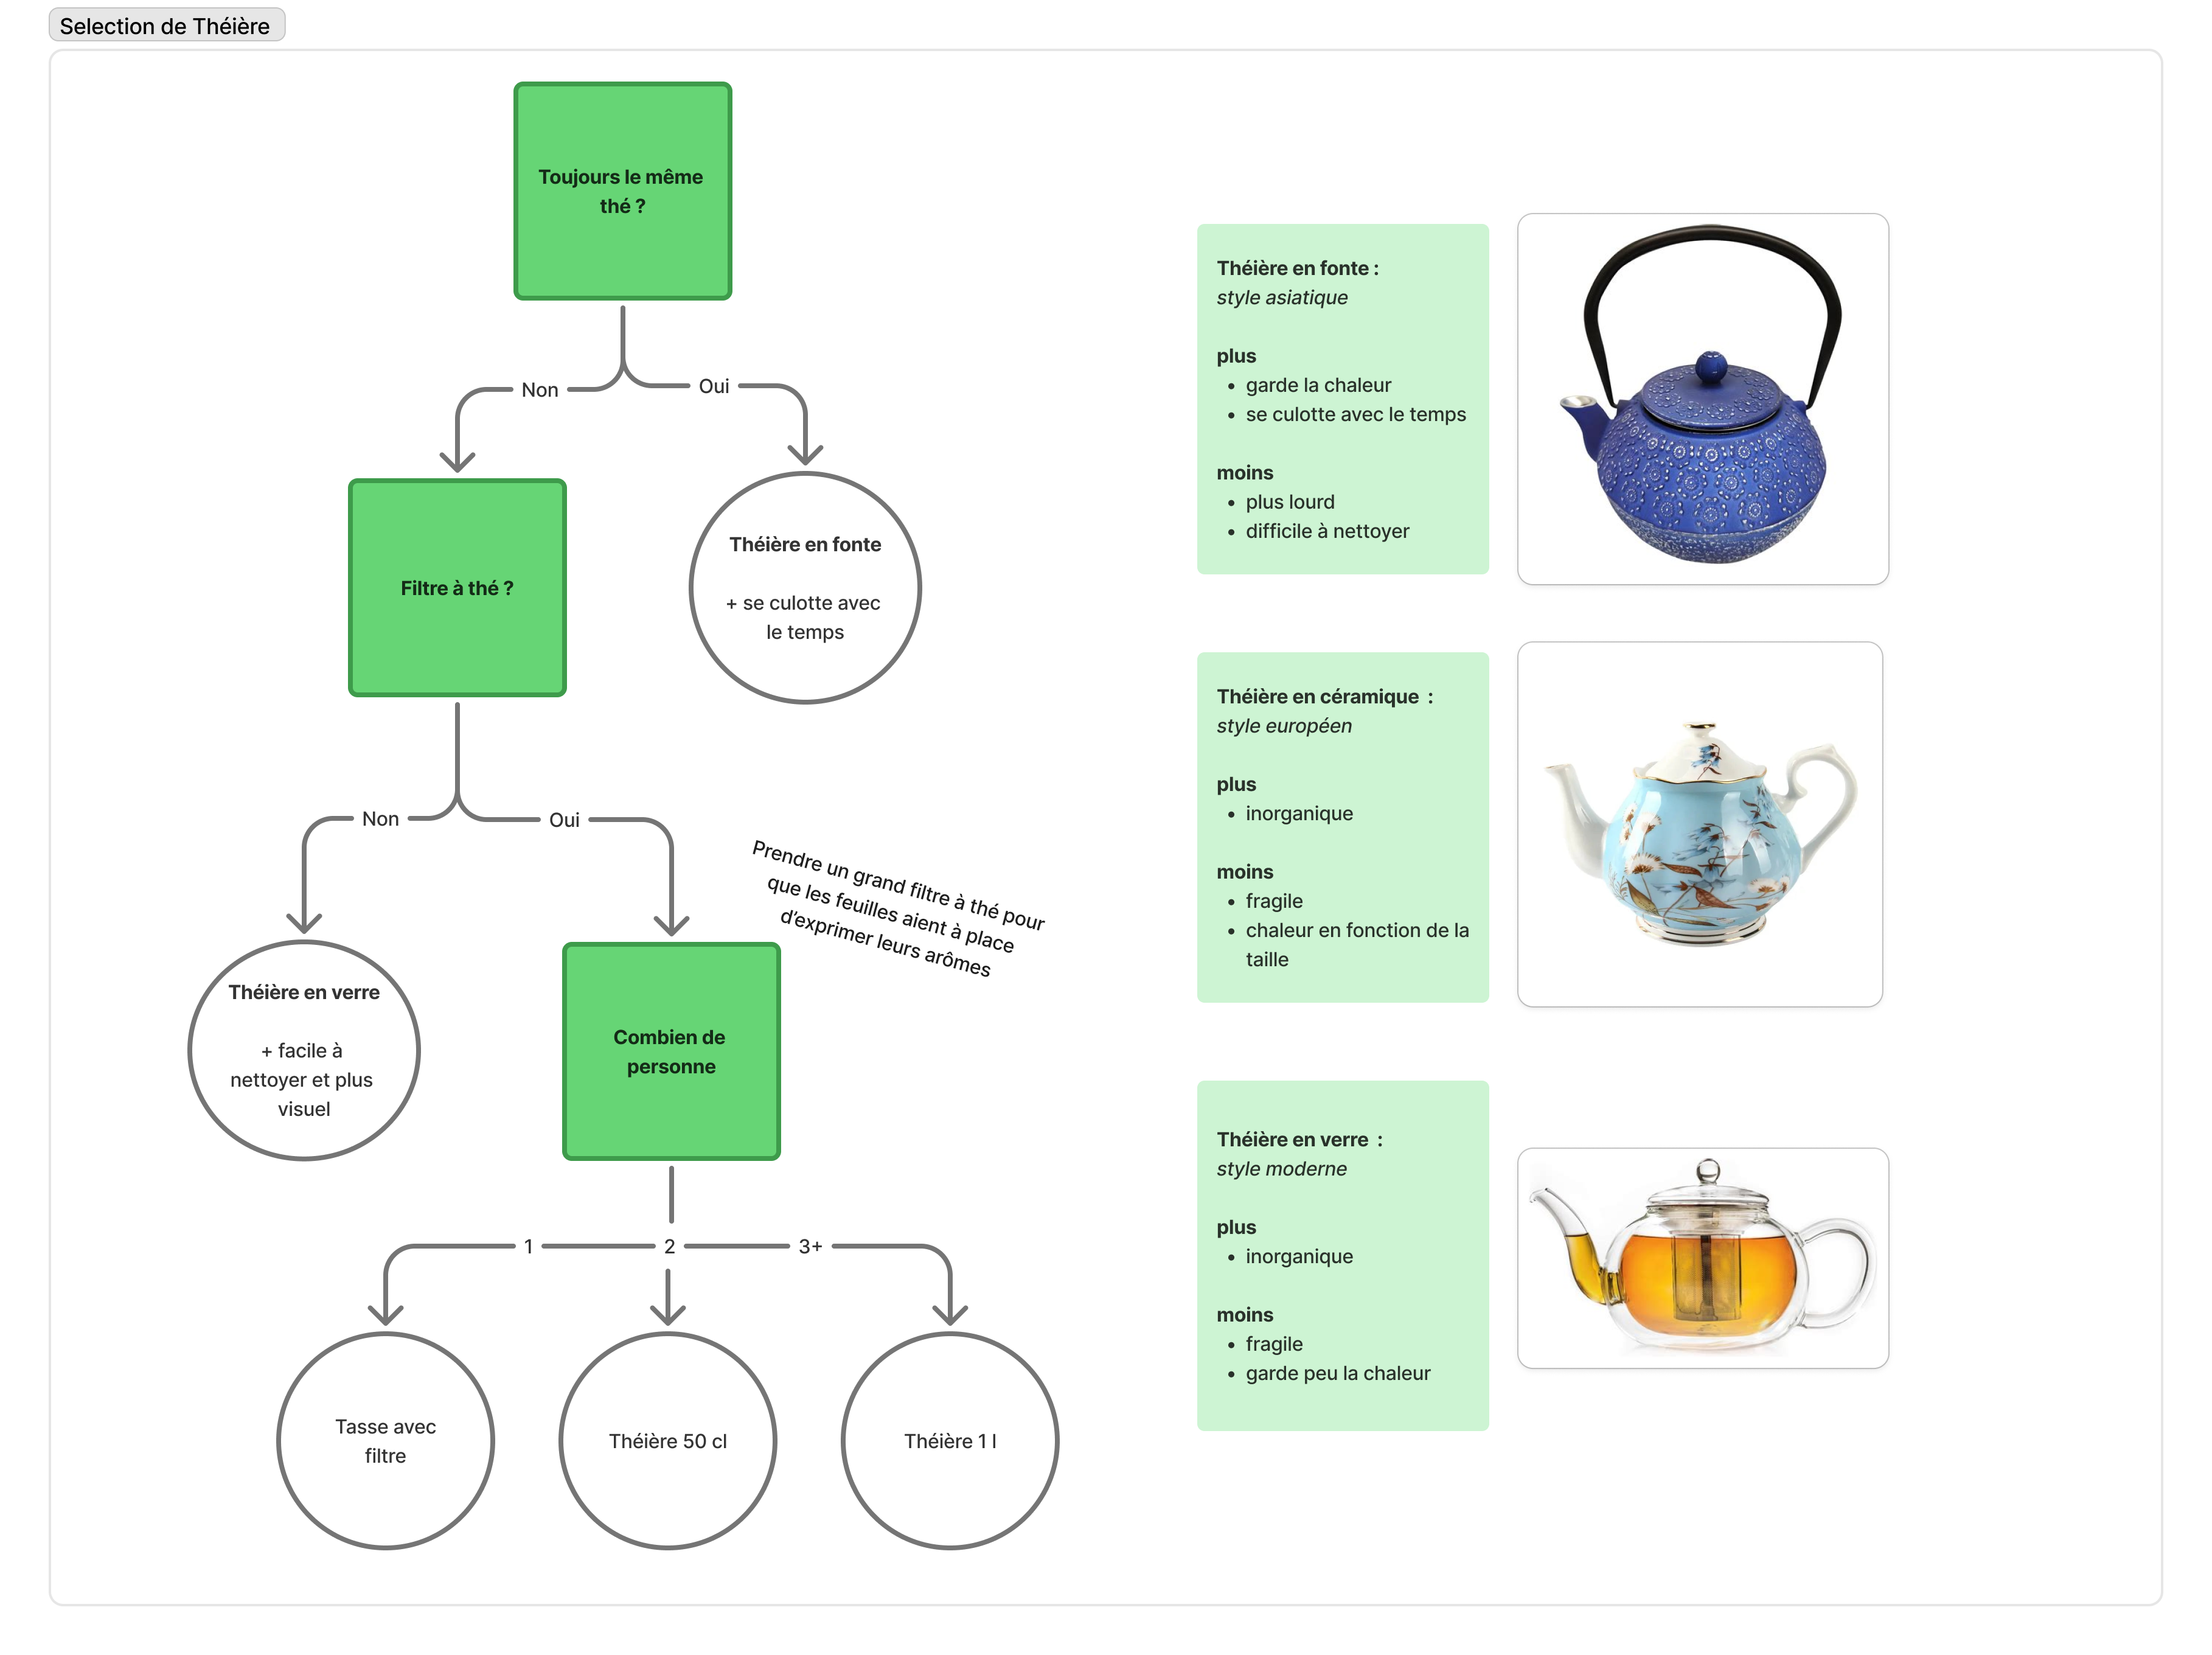 Selection de Théière
Toujours le même
thé ?
Non
Oui
Filtre à thé ?
Théière en fonte
+ se culotte avec
le temps
Non
Oui
Prendre un grand filtre à thé pour
que les feuilles aient à place
d'exprimer leurs arômes
Théière en verre
+ facile à
nettoyer et plus
visuel
Combien de
personne
1
2
3+
Tasse avec
filtre
Théière 50 cl
Théière 1 l
Théière en fonte :
style asiatique
plus
• garde la chaleur
• se culotte avec le temps
moins
• plus lourd
• difficile à nettoyer
Théière en céramique :
style européen
plus
• inorganique
moins
• fragile
• chaleur en fonction de la
taille
Théière en verre :
style moderne
plus
• inorganique
moins
• fragile
• garde peu la chaleur